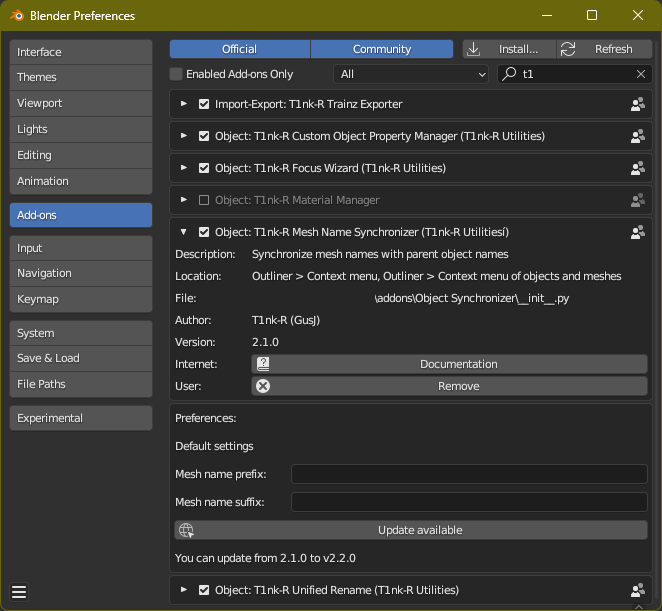 Blender Preferences
Interface
Themes
Viewport
Lights
Editing
Animation
Add-ons
Input
Navigation
Keymap
System
Save & Load
File Paths
Experimental
Official Community Install... Refresh
Enabled Add-ons Only All t1
Import-Export: T1nk-R Trainz Exporter
Object: T1nk-R Custom Object Property Manager (T1nk-R Utilities)
Object: T1nk-R Focus Wizard (T1nk-R Utilities)
Object: T1nk-R Material Manager
Object: T1nk-R Mesh Name Synchronizer (T1nk-R Utilitiesí)
Description: Synchronize mesh names with parent object names
Location: Outliner > Context menu, Outliner > Context menu of objects and meshes
File: \addons\Object Synchronizer\__init__.py
Author: T1nk-R (GusJ)
Version: 2.1.0
Internet: Documentation
User: Remove
Preferences:
Default settings
Mesh name prefix:
Mesh name suffix:
Update available
You can update from 2.1.0 to v2.2.0
Object: T1nk-R Unified Rename (T1nk-R Utilities)